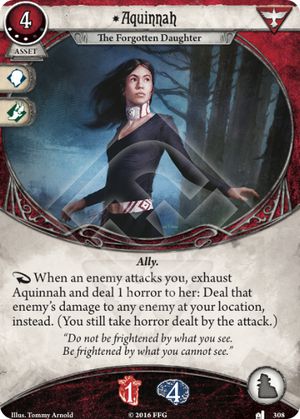 4
Aquinnah
The Forgotten Daughter
ASSET
Ally.
When an enemy attacks you, exhaust
Aquinnah and deal 1 horror to her: Deal that
enemy's damage to any enemy at your location,
instead. (You still take horror dealt by the attack.)
"Do not be frightened by what you see.
Be frightened by what you cannot see."
1
4
Illus. Tommy Arnold
© 2016 FFG
308